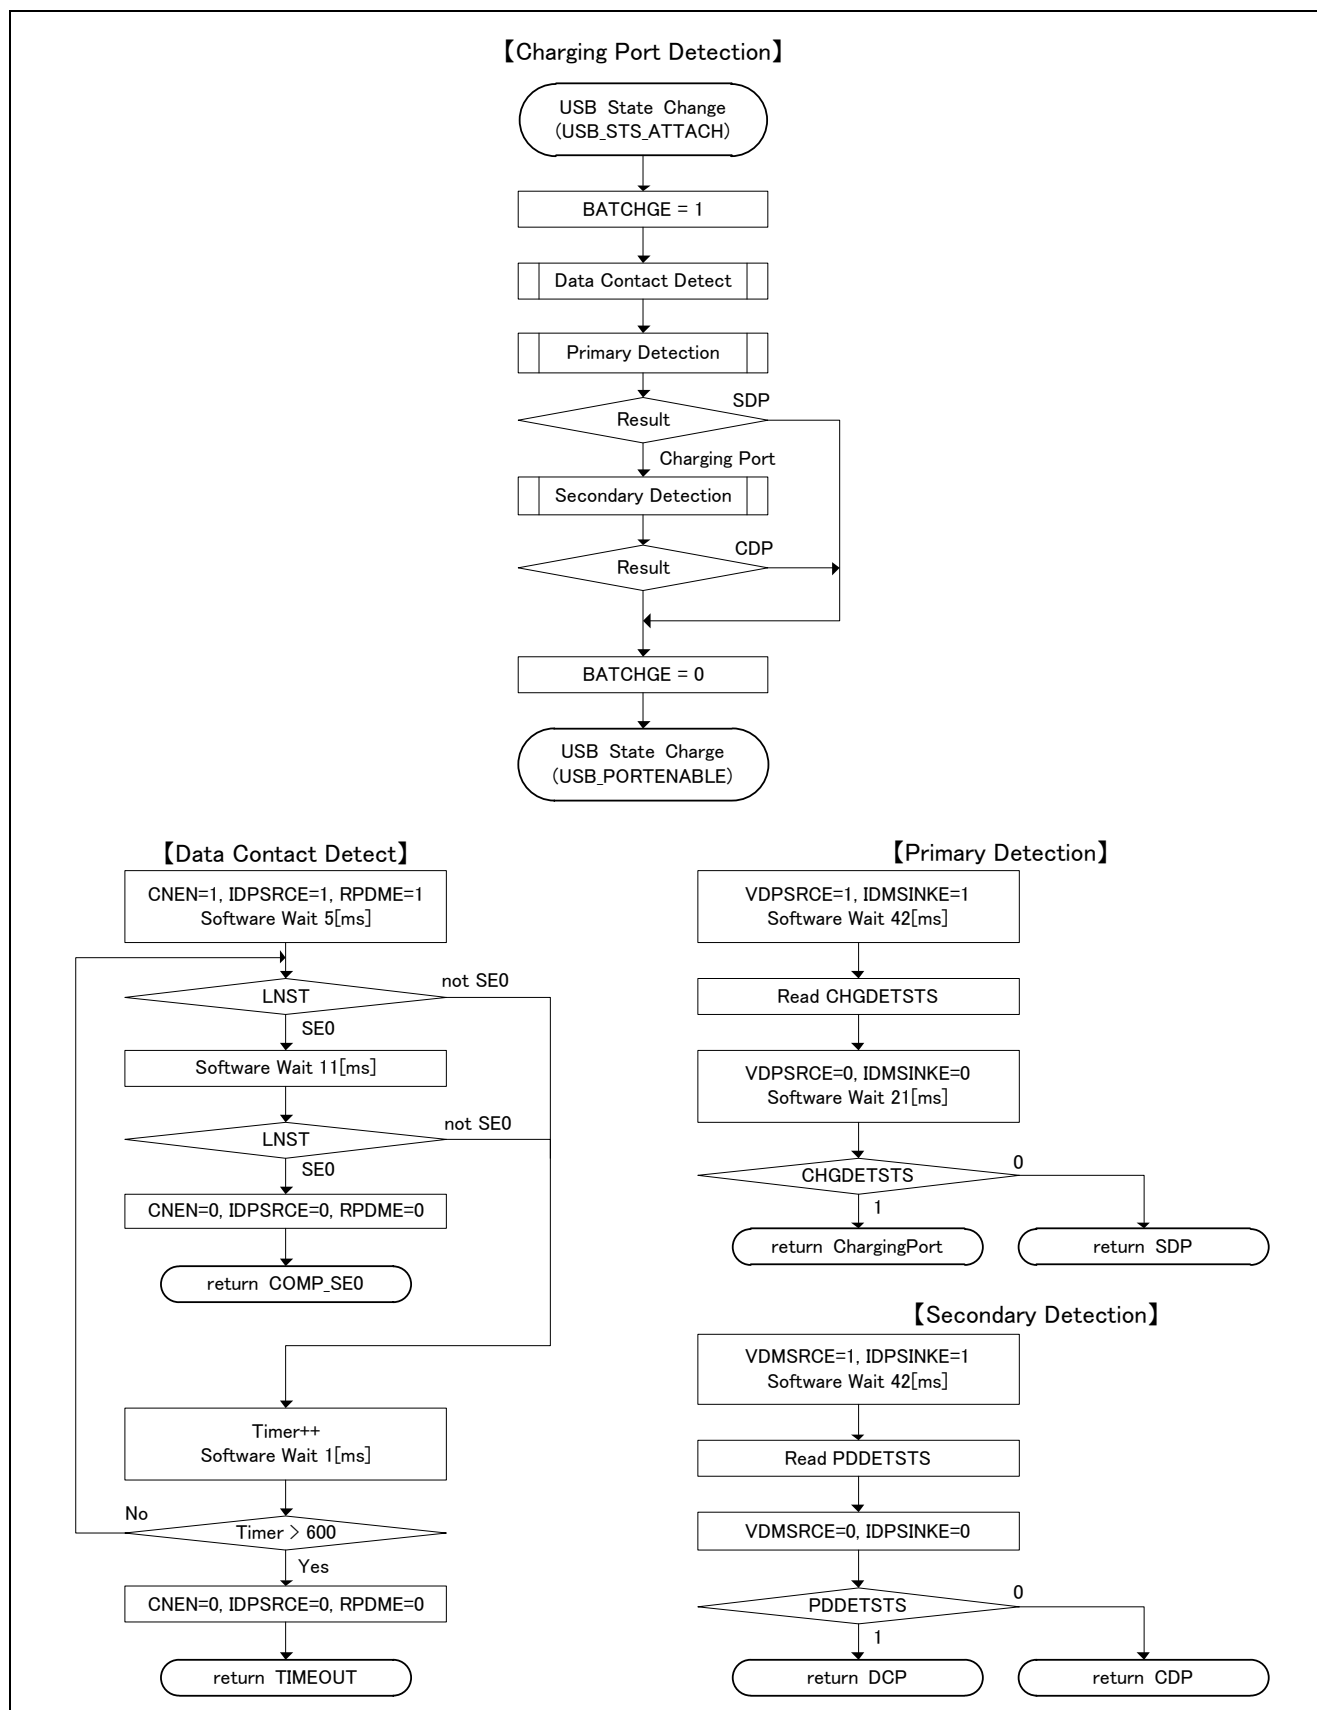 【Charging Port Detection】
USB State Change
(USB_STS_ATTACH)
BATCHGE = 1
Data Contact Detect
Primary Detection
SDP
Result
Charging Port
Secondary Detection
CDP
Result
BATCHGE = 0
USB State Charge
(USB_PORTENABLE)
【Data Contact Detect】
CNEN=1, IDPSRCE=1, RPDME=1
Software Wait 5[ms]
not SE0
LNST
SE0
Software Wait 11[ms]
not SE0
LNST
SE0
CNEN=0, IDPSRCE=0, RPDME=0
return COMP_SE0
Timer++
Software Wait 1[ms]
No
Timer > 600
Yes
CNEN=0, IDPSRCE=0, RPDME=0
return TIMEOUT
【Primary Detection】
VDPSRCE=1, IDMSINKE=1
Software Wait 42[ms]
Read CHGDETSTS
VDPSRCE=0, IDMSINKE=0
Software Wait 21[ms]
0
CHGDETSTS
1
return ChargingPort
return SDP
【Secondary Detection】
VDMSRCE=1, IDPSINKE=1
Software Wait 42[ms]
Read PDDETSTS
VDMSRCE=0, IDPSINKE=0
0
PDDETSTS
1
return DCP
return CDP